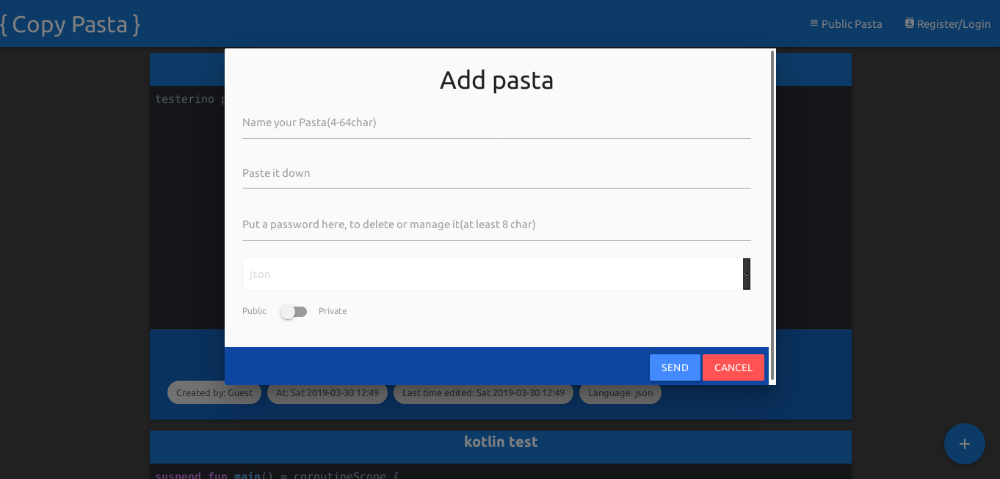 { Copy Pasta }
Public Pasta
Register/Login
Add pasta
testerino
Name your Pasta(4-64char)
Paste it down
Put a password here, to delete or manage it(at least 8 char)
json
Public
Private
SEND
CANCEL
Created by: Guest
At: Sat 2019-03-30 12:49
Last time edited: Sat 2019-03-30 12:49
Language: json
kotlin test
suspend fun main() = coroutineScope {